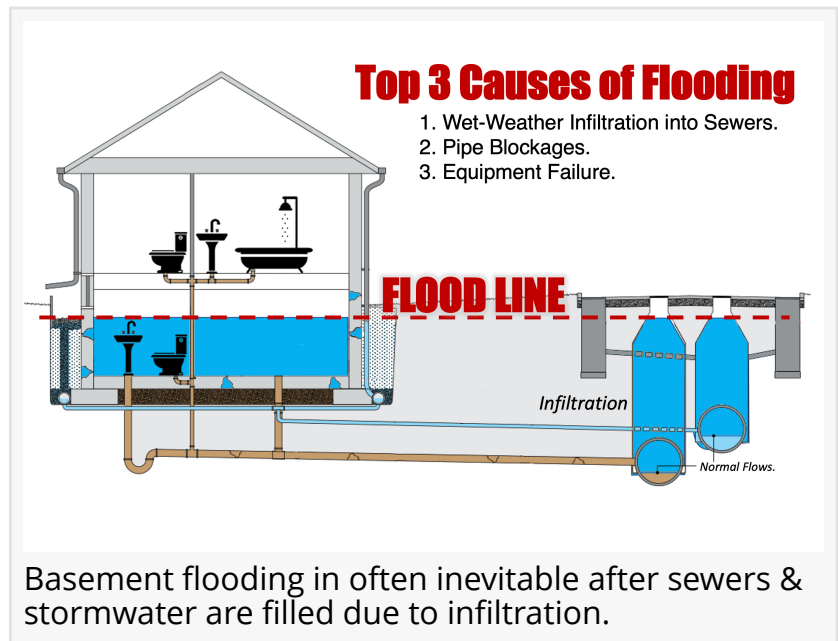 Top 3 Causes of Flooding
1. Wet-Weather Infiltration into Sewers.
2. Pipe Blockages.
3. Equipment Failure.
FLOOD LINE
Infiltration
Normal Flows.
Basement flooding in often inevitable after sewers &
stormwater are filled due to infiltration.